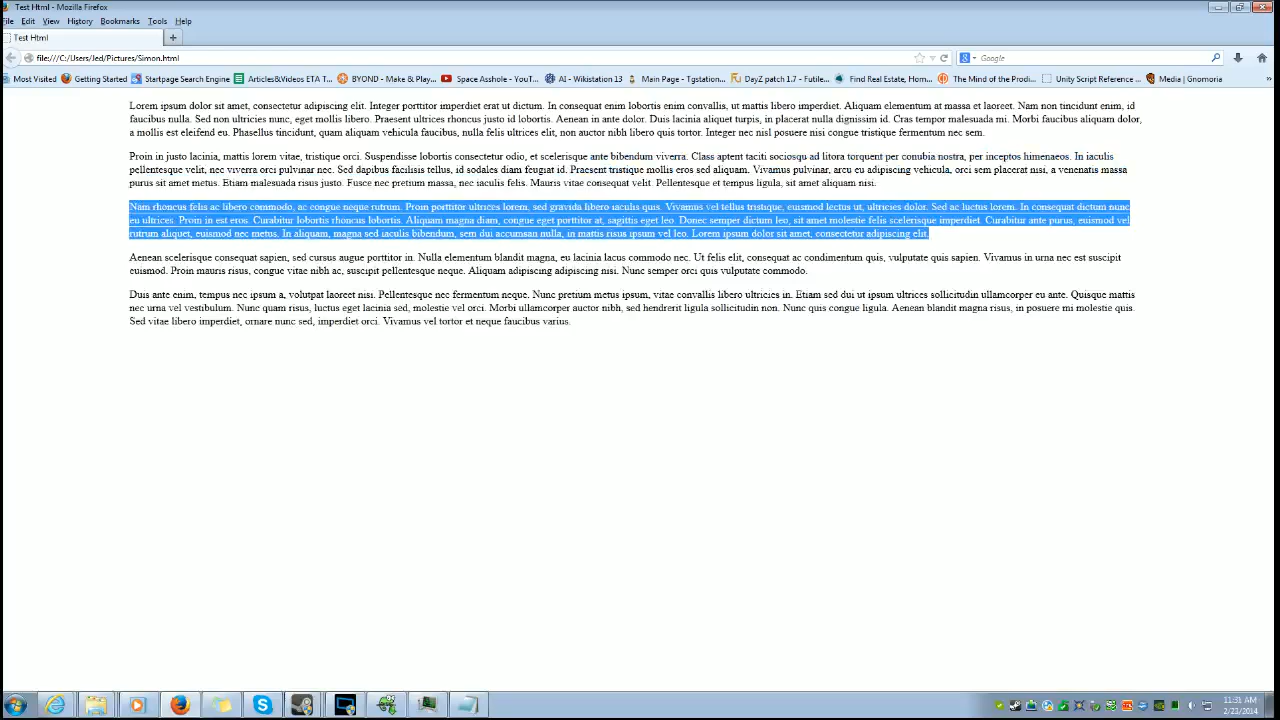 Test Html - Mozilla Firefox
File Edit View History Bookmarks Tools Help
Test Html
file:///C:/Users/Jed/Pictures/Simon.html
Google
Most Visited Getting Started Startpage Search Engine Articles&Videos ETA T... BYOND - Make & Play... Space Asshole - YouT... AI - Wikistation 13 Main Page - Tgstation... DayZ patch 1.7 - Futile... Find Real Estate, Hom... The Mind of the Prodi... Unity Script Reference... Media | Gnomoria
Lorem ipsum dolor sit amet, consectetur adipiscing elit. Integer porttitor imperdiet erat ut dictum. In consequat enim lobortis enim convallis, ut mattis libero imperdiet. Aliquam elementum at massa et laoreet. Nam non tincidunt enim, id
faucibus nulla. Sed non ultricies nunc, eget mollis libero. Praesent ultrices rhoncus justo id lobortis. Aenean in ante dolor. Duis lacinia aliquet turpis, in placerat nulla dignissim id. Cras tempor malesuada mi. Morbi faucibus aliquam dolor,
a mollis est eleifend eu. Phasellus tincidunt, quam aliquam vehicula faucibus, nulla felis ultrices elit, non auctor nibh libero quis tortor. Integer nec nisl posuere nisi congue tristique fermentum nec sem.
Proin in justo lacinia, mattis lorem vitae, tristique orci. Suspendisse lobortis consectetur odio, et scelerisque ante bibendum viverra. Class aptent taciti sociosqu ad litora torquent per conubia nostra, per inceptos himenaeos. In iaculis
pellentesque velit, nec viverra orci pulvinar nec. Sed dapibus facilisis tellus, id sodales diam feugiat id. Praesent tristique mollis eros sed aliquam. Vivamus pulvinar, arcu eu adipiscing vehicula, orci sem placerat nisi, a venenatis massa
purus sit amet metus. Etiam malesuada risus justo. Fusce nec pretium massa, nec iaculis felis. Mauris vitae consequat velit. Pellentesque et tempus ligula, sit amet aliquam nisi.
Nam rhoncus felis ac libero commodo, ac congue neque rutrum. Proin porttitor ultrices lorem, sed gravida libero iaculis quis. Vivamus vel tellus tristique, euismod lectus ut, ultricies dolor. Sed ac luctus lorem. In consequat dictum nunc
eu ultrices. Proin in est eros. Curabitur lobortis rhoncus lobortis. Aliquam magna diam, congue eget porttitor at, sagittis eget leo. Donec semper dictum leo, sit amet molestie felis scelerisque imperdiet. Curabitur ante purus, euismod vel
rutrum aliquet, euismod nec metus. In aliquam, magna sed iaculis bibendum, sem dui accumsan nulla, in mattis risus ipsum vel leo. Lorem ipsum dolor sit amet, consectetur adipiscing elit.
Aenean scelerisque consequat sapien, sed cursus augue porttitor in. Nulla elementum blandit magna, eu lacinia lacus commodo nec. Ut felis elit, consequat ac condimentum quis, vulputate quis sapien. Vivamus in urna nec est suscipit
euismod. Proin mauris risus, congue vitae nibh ac, suscipit pellentesque neque. Aliquam adipiscing adipiscing nisi. Nunc semper orci quis vulputate commodo.
Duis ante enim, tempus nec ipsum a, volutpat laoreet nisi. Pellentesque nec fermentum neque. Nunc pretium metus ipsum, vitae convallis libero ultricies in. Etiam sed dui ut ipsum ultrices sollicitudin ullamcorper eu ante. Quisque mattis
nec urna vel vestibulum. Nunc quam risus, luctus eget lacinia sed, molestie vel orci. Morbi ullamcorper auctor nibh, sed hendrerit ligula sollicitudin non. Nunc quis congue ligula. Aenean blandit magna risus, in posuere mi molestie quis.
Sed vitae libero imperdiet, ornare nunc sed, imperdiet orci. Vivamus vel tortor et neque faucibus varius.
11:31 AM
2/23/2014